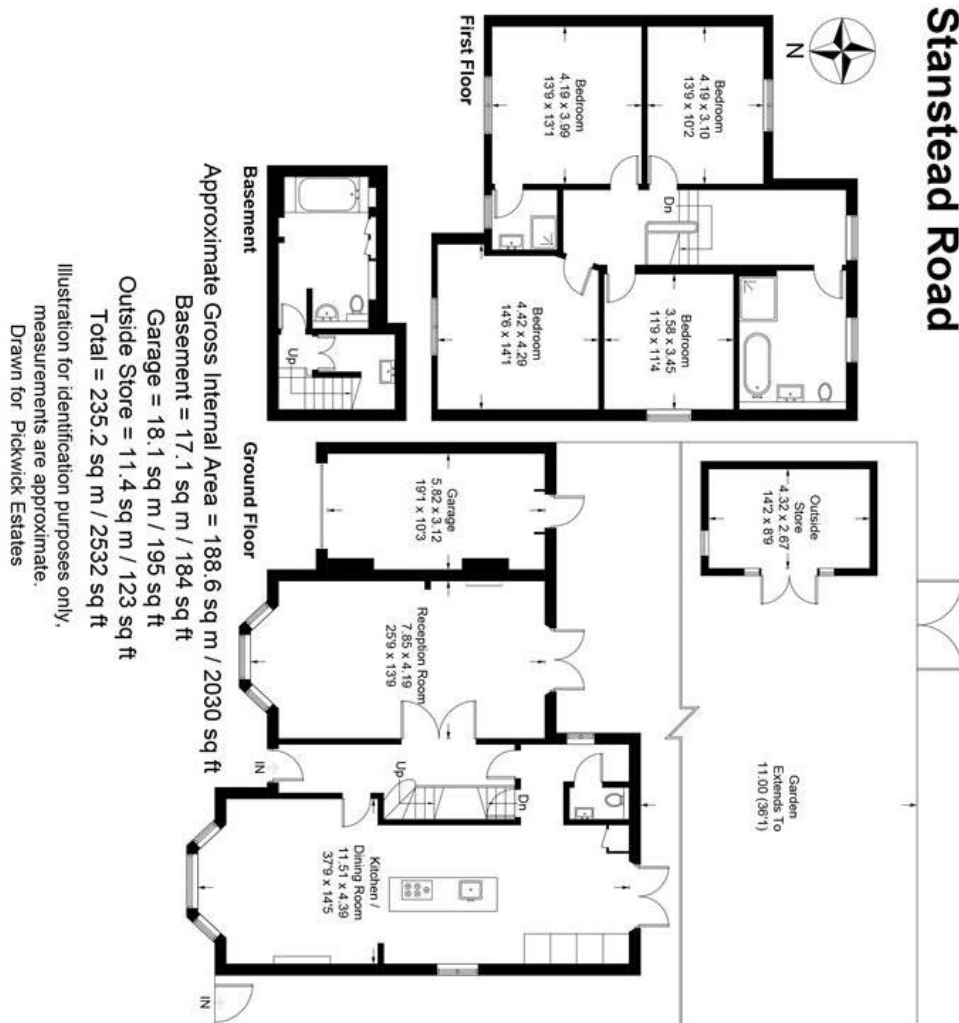 Stanstead Road
N
Bedroom
4.19 x 3.10
13'9 x 10'2
Bedroom
4.19 x 3.99
13'9 x 13'1
Dn
Bedroom
3.58 x 3.45
11'9 x 11'4
Bedroom
4.42 x 4.29
14'6 x 14'1
First Floor
Up
Basement
Outside
Store
4.32 x 2.67
14'2 x 8'9
Garden
Extends To
11.00 (36'1)
Garage
5.82 x 3.12
19'1 x 10'3
Reception Room
7.85 x 4.19
25'9 x 13'9
Up
Dn
IN
Kitchen /
Dining Room
11.51 x 4.39
37'9 x 14'5
IN
Ground Floor
Approximate Gross Internal Area = 188.6 sq m / 2030 sq ft
Basement = 17.1 sq m / 184 sq ft
Garage = 18.1 sq m / 195 sq ft
Outside Store = 11.4 sq m / 123 sq ft
Total = 235.2 sq m / 2532 sq ft
Illustration for identification purposes only,
measurements are approximate.
Drawn for Pickwick Estates